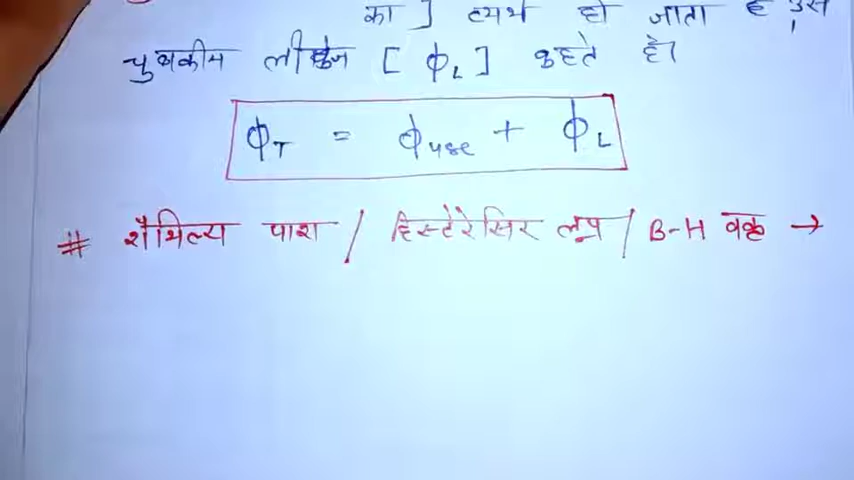 का ] व्यर्थ हो जाता है उसे
चुम्बकीय लीकेज [ ΦL ] कहते है।
ΦT = Φuse + ΦL
# शैथिल्य पाश / हिस्टेरेसिस लूप / B-H वक्र →